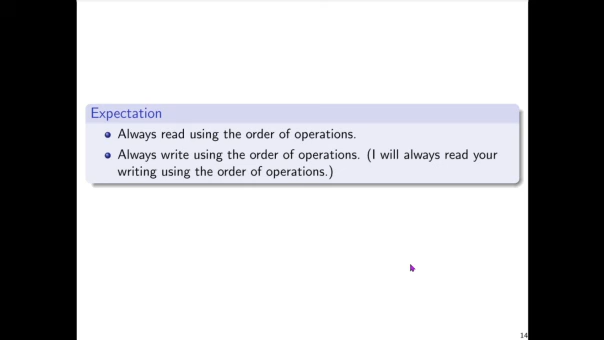 Expectation
Always read using the order of operations.
Always write using the order of operations. (I will always read your
writing using the order of operations.)
14